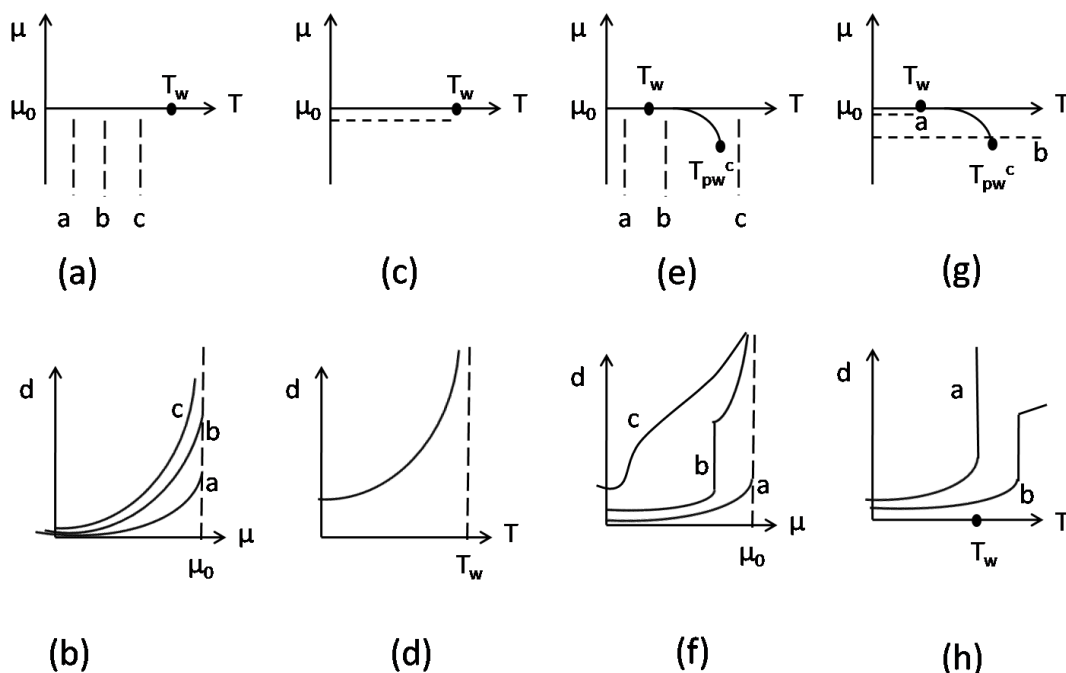 μ
T_w
μ₀
T
a b c
(a)
μ
T_w
μ₀
T
(c)
μ
T_w
μ₀
T
T_pw^c
a b c
(e)
μ
T_w
μ₀
T
a
b
T_pw^c
(g)
d
c
b
a
μ
μ₀
(b)
d
T
T_w
(d)
d
c
b
a
μ
μ₀
(f)
d
a
b
T
T_w
(h)